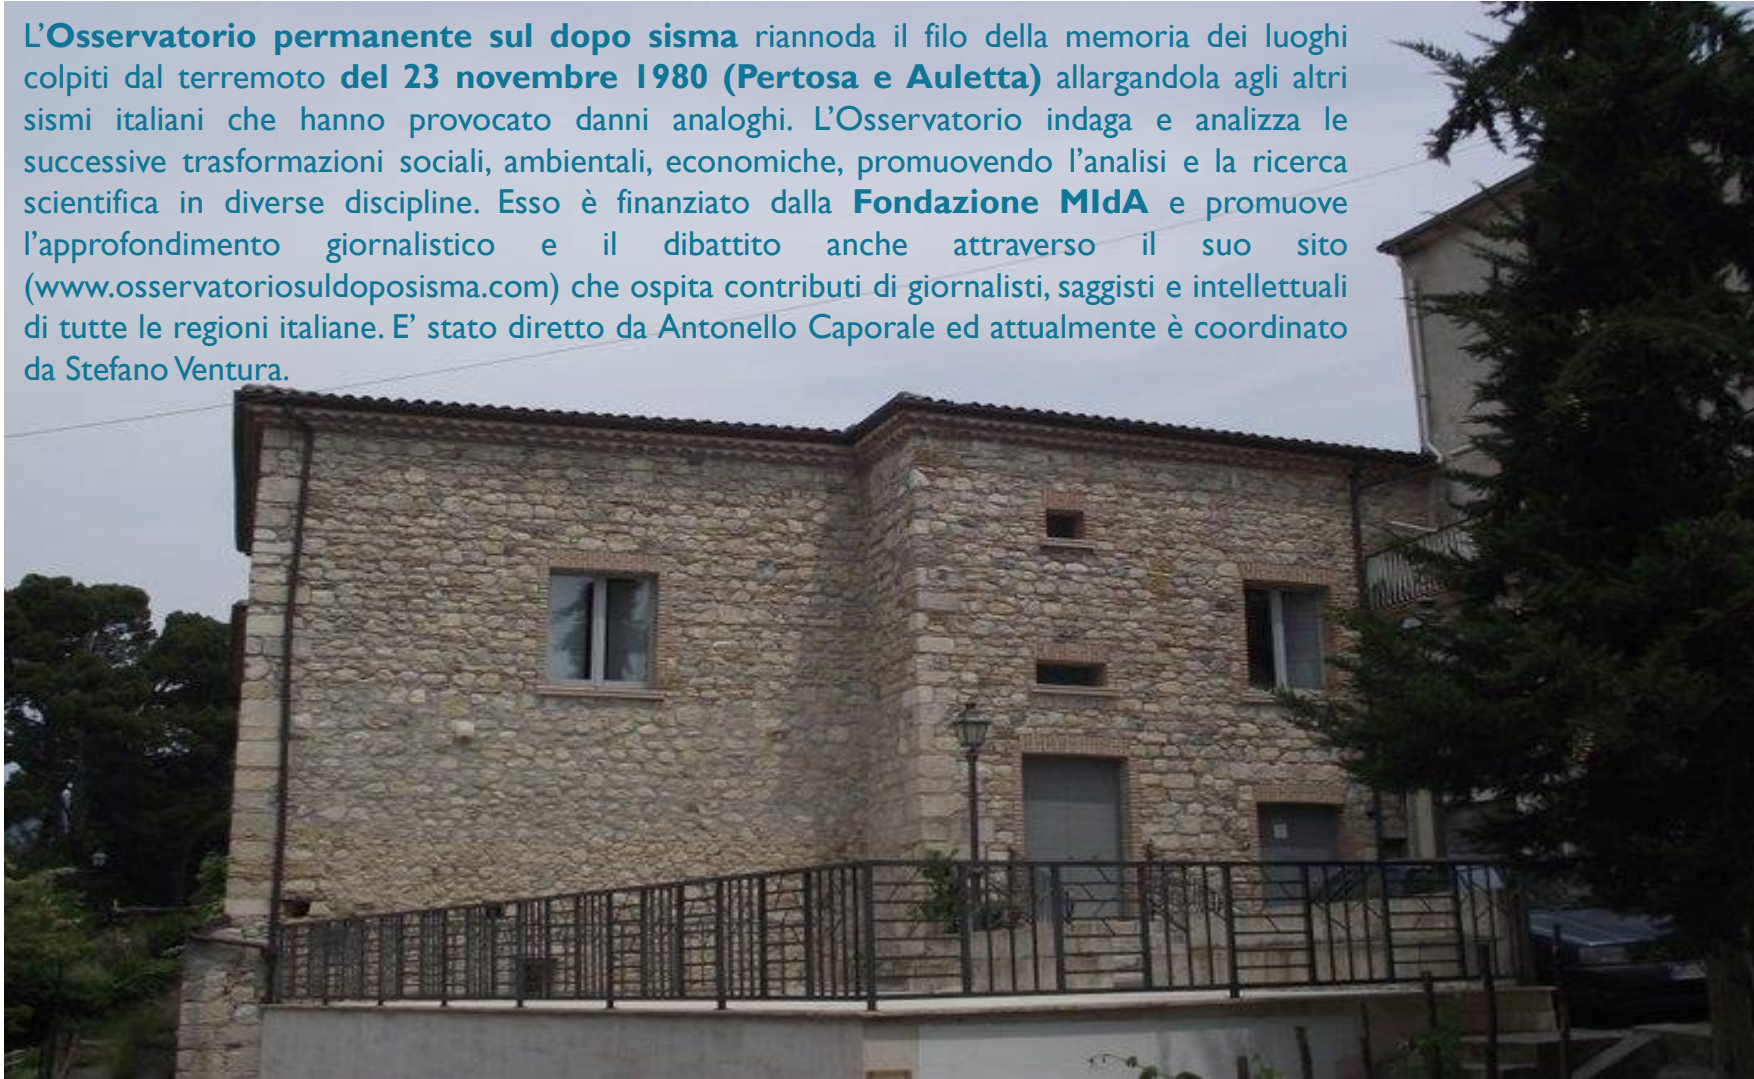 L’Osservatorio permanente sul dopo sisma riannoda il filo della memoria dei luoghi
colpiti dal terremoto del 23 novembre 1980 (Pertosa e Auletta) allargandola agli altri
sismi italiani che hanno provocato danni analoghi. L’Osservatorio indaga e analizza le
successive trasformazioni sociali, ambientali, economiche, promuovendo l’analisi e la ricerca
scientifica in diverse discipline. Esso è finanziato dalla Fondazione MIdA e promuove
l’approfondimento giornalistico e il dibattito anche attraverso il suo sito
(www.osservatoriosuldoposisma.com) che ospita contributi di giornalisti, saggisti e intellettuali
di tutte le regioni italiane. E’ stato diretto da Antonello Caporale ed attualmente è coordinato
da Stefano Ventura.